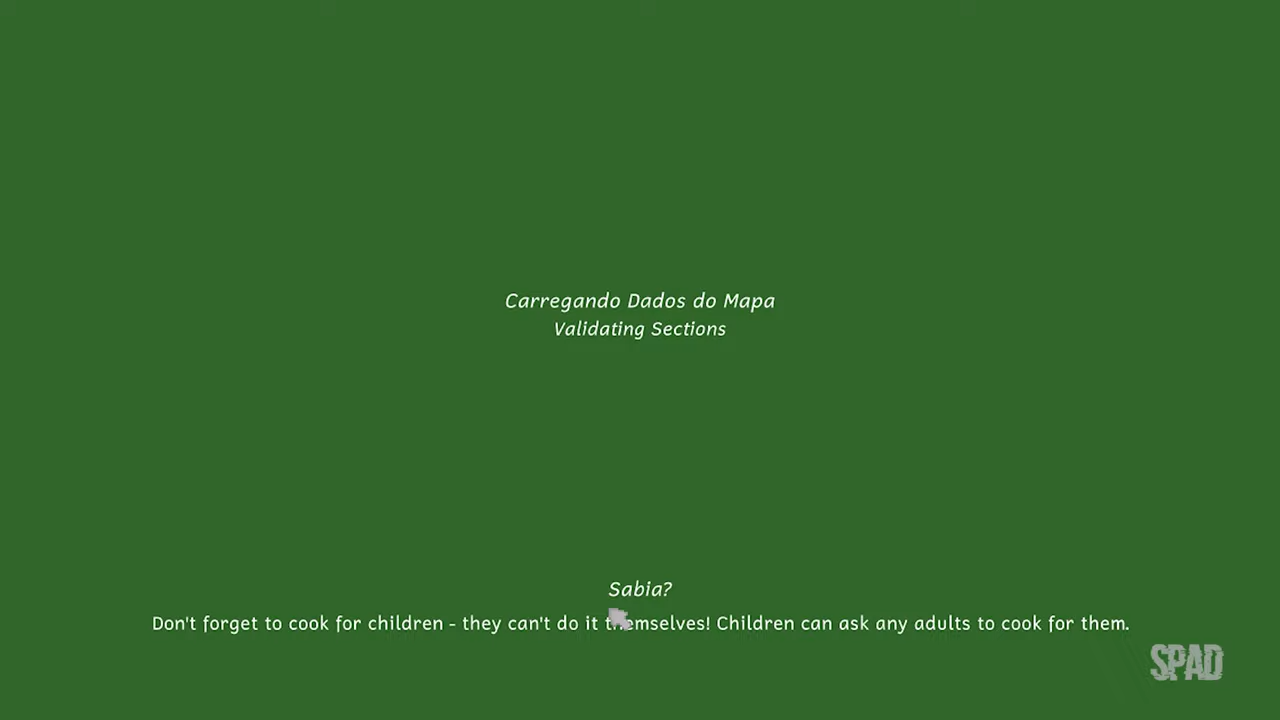 Carregando Dados do Mapa
Validating Sections
Sabia?
Don't forget to cook for children - they can't do it themselves! Children can ask any adults to cook for them.
SPAD